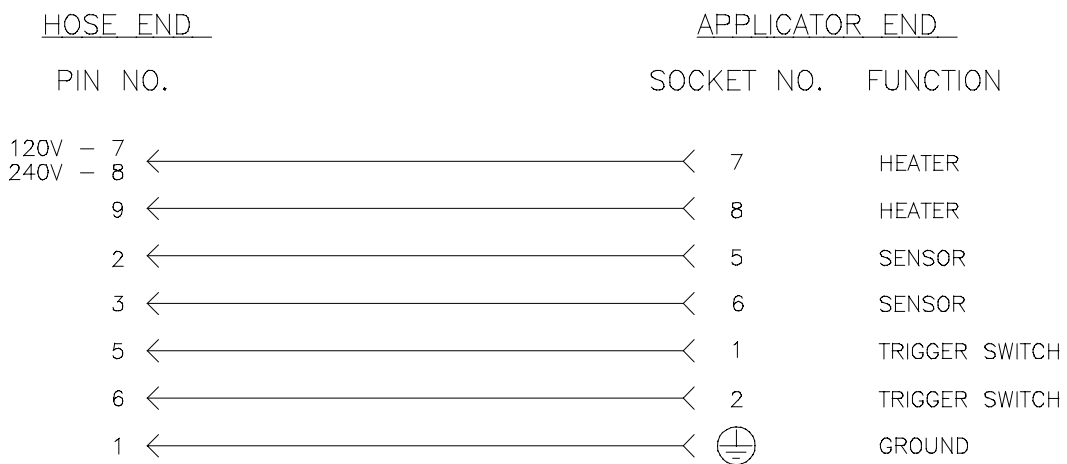 HOSE END APPLICATOR END
PIN NO. SOCKET NO. FUNCTION
120V – 7
240V – 8 7 HEATER
9 8 HEATER
2 5 SENSOR
3 6 SENSOR
5 1 TRIGGER SWITCH
6 2 TRIGGER SWITCH
1 GROUND